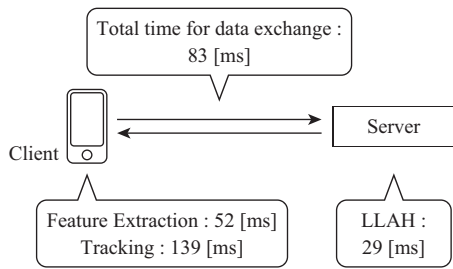 Total time for data exchange :
83 [ms]
Client
Server
Feature Extraction : 52 [ms]
Tracking : 139 [ms]
LLAH :
29 [ms]